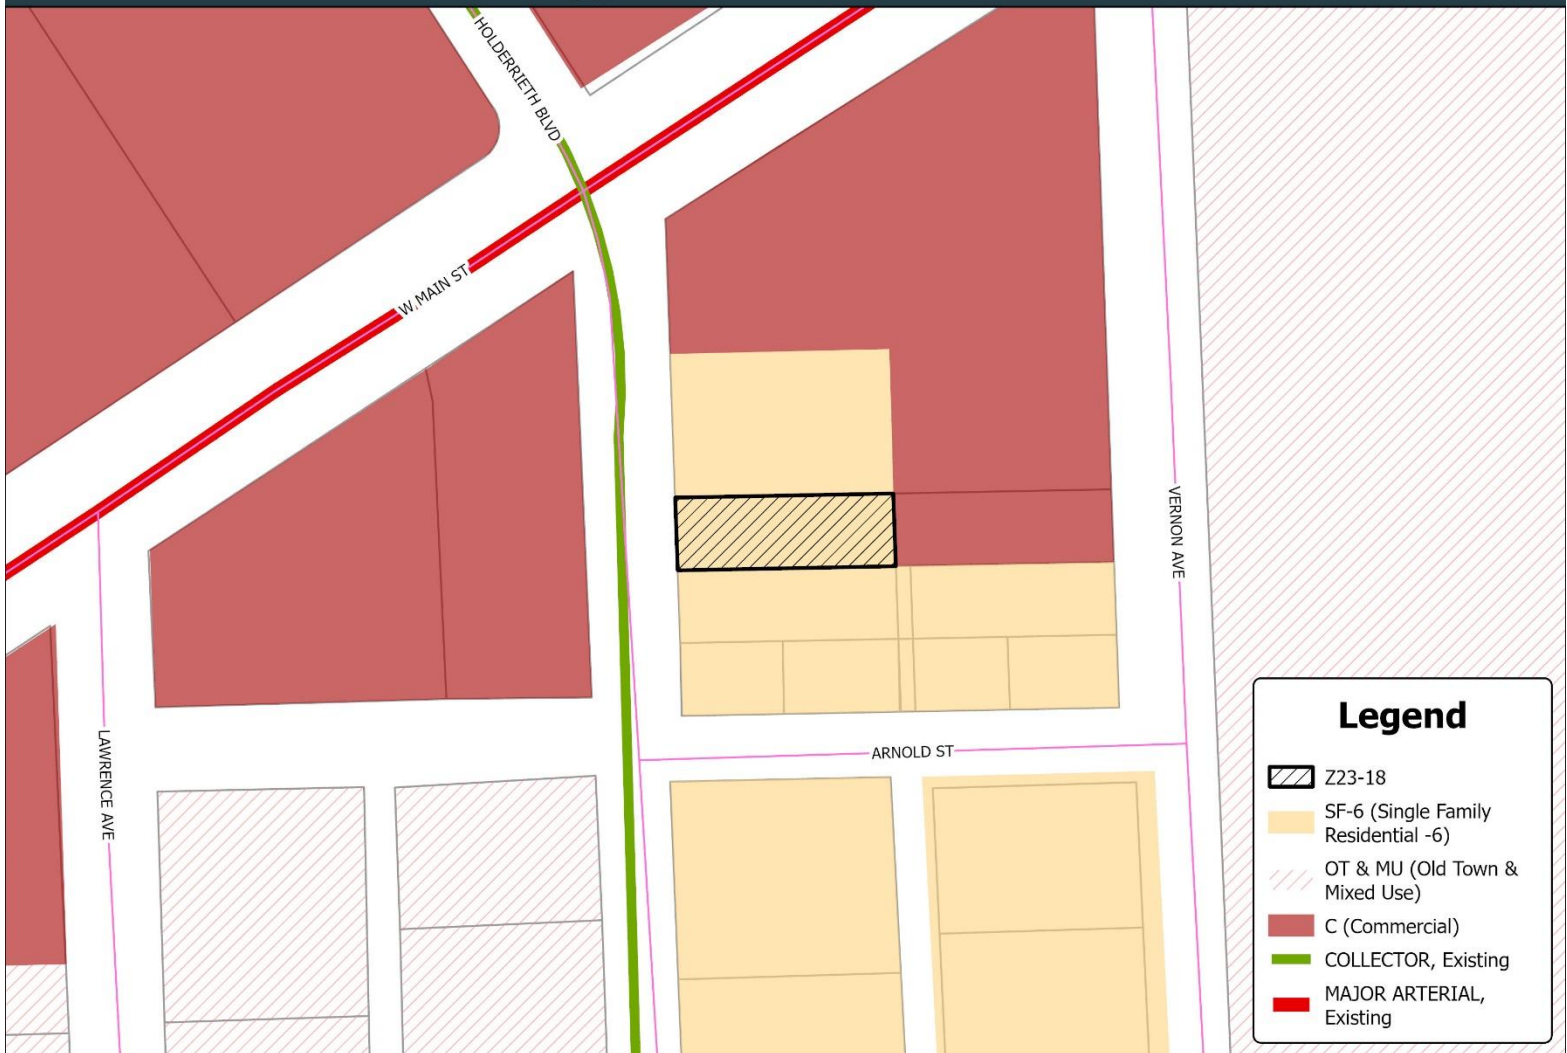 HOLDERRIETH BLVD
W. MAIN ST
VERNON AVE
LAWRENCE AVE
ARNOLD ST
Legend
Z23-18
SF-6 (Single Family
Residential -6)
OT & MU (Old Town &
Mixed Use)
C (Commercial)
COLLECTOR, Existing
MAJOR ARTERIAL,
Existing